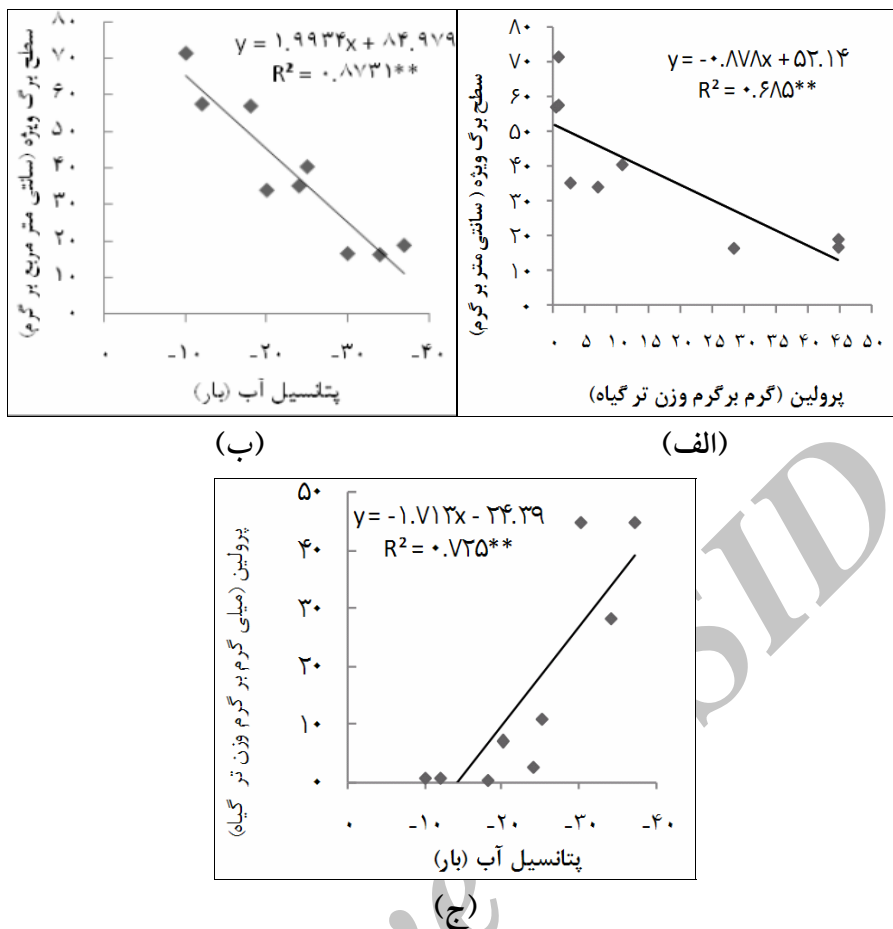 y = -۰.۸۷۸x + ۵۲.۱۴
R² = ۰.۶۸۵**
سطح برگ ویژه ( سانتی متر بر گرم)
۸۰
۷۰
۶۰
۵۰
۴۰
۳۰
۲۰
۱۰
۰
۰ ۵ ۱۰ ۱۵ ۲۰ ۲۵ ۳۰ ۳۵ ۴۰ ۴۵ ۵۰
پرولین (گرم برگرم وزن تر گیاه)
(الف)
y = ۱.۹۹۳۴x + ۸۴.۹۷۹
R² = ۰.۸۷۳۱**
سطح برگ ویژه (سانتی متر مربع بر گرم)
۸۰
۷۰
۶۰
۵۰
۴۰
۳۰
۲۰
۱۰
۰
۰ -۱۰ -۲۰ -۳۰ -۴۰
پتانسیل آب (بار)
(ب)
y = -۱.۷۱۳x - ۲۴.۳۹
R² = ۰.۷۲۵**
پرولین (میلی گرم بر گرم وزن تر گیاه)
۵۰
۴۰
۳۰
۲۰
۱۰
۰
۰ -۱۰ -۲۰ -۳۰ -۴۰
پتانسیل آب (بار)
(ج)
SID